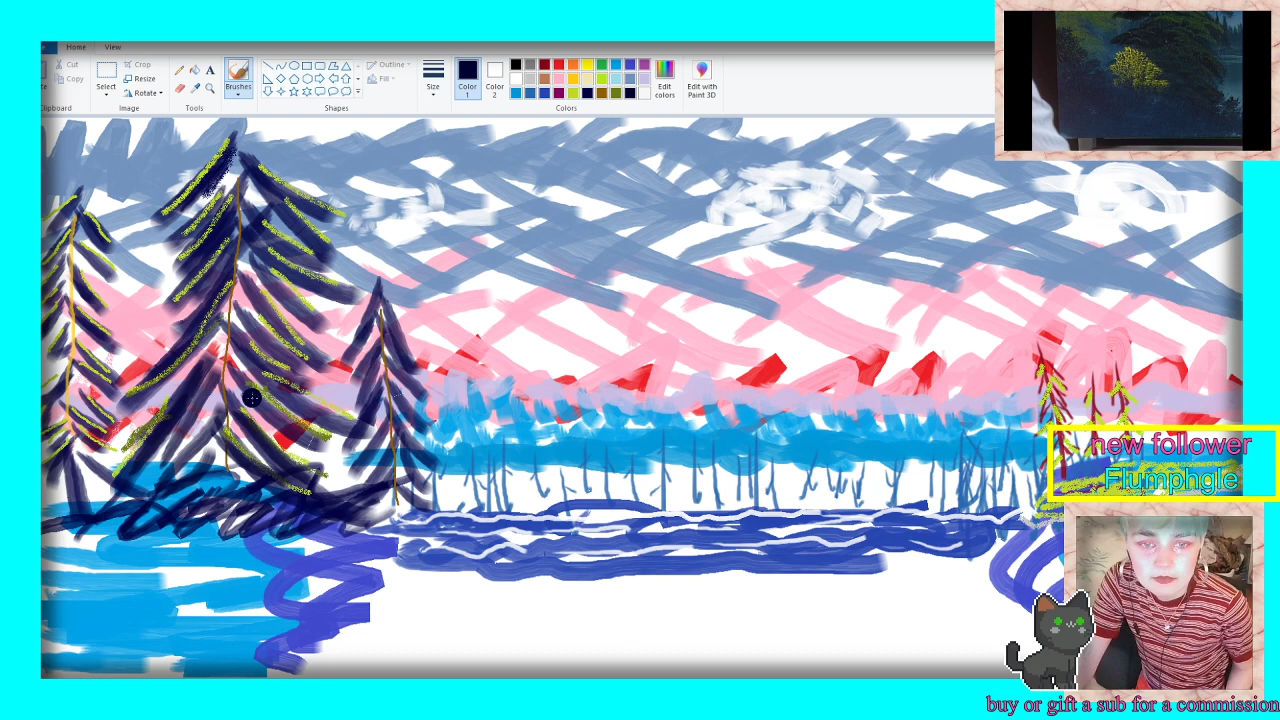 Home View
Cut
Copy
Clipboard
Select
Crop
Resize
Rotate
Image
A
Tools
Brushes
Outline
Fill
Shapes
Size
Color
1
Color
2
Edit
colors
Edit with
Paint 3D
Colors
new follower
Flumphgle
buy or gift a sub for a commission